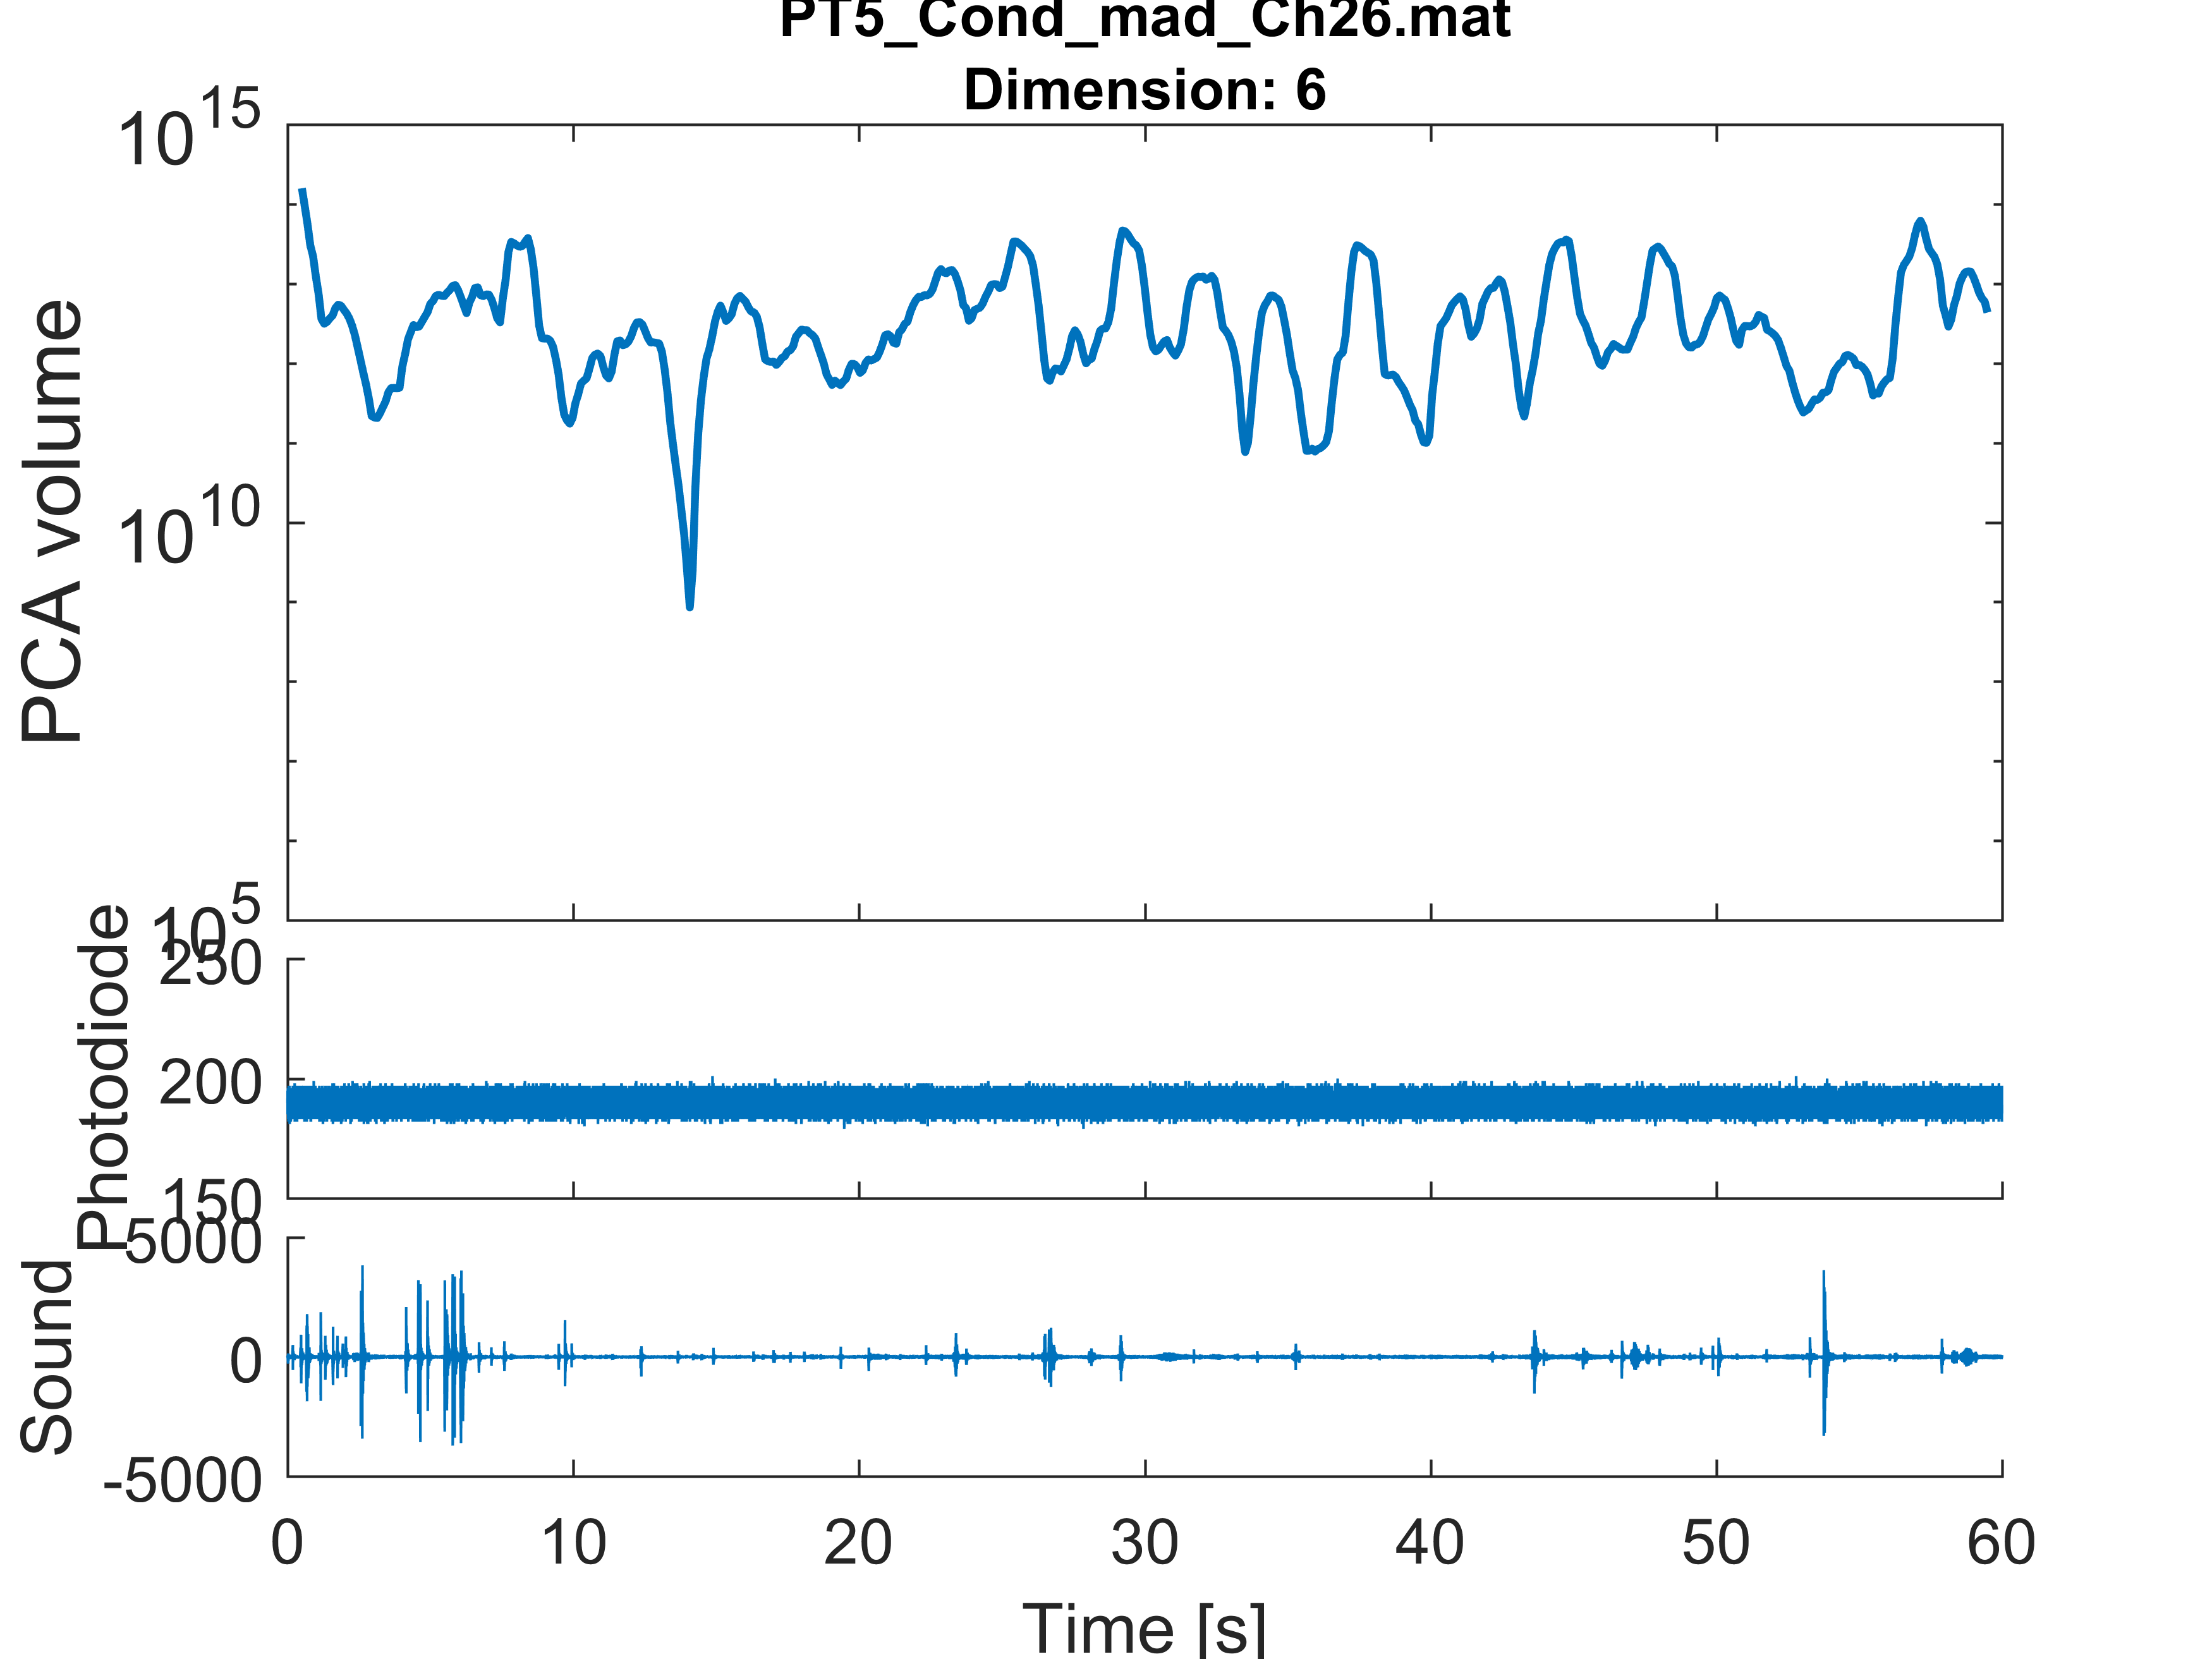 PT5_Cond_mad_Ch26.mat
Dimension: 6
10^15
10^10
10^5
PCA volume
250
200
150
Photodiode
5000
0
-5000
Sound
0 10 20 30 40 50 60
Time [s]